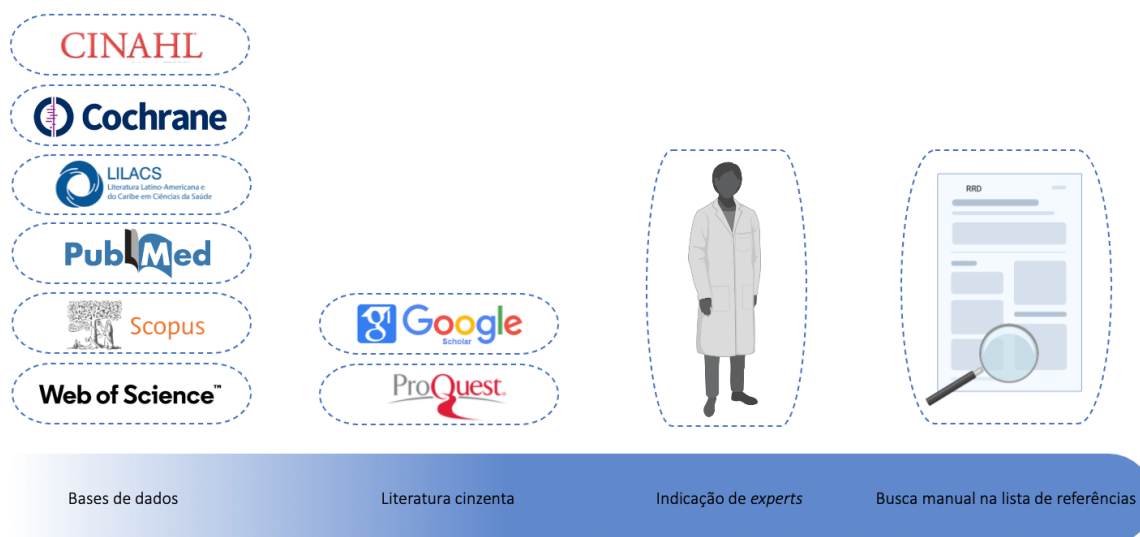 CINAHL
Cochrane
LILACS
Literatura Latino-Americana e
do Caribe em Ciências da Saúde
PubMed
Scopus
Web of Science™
Google
Scholar
ProQuest®
RRD
Bases de dados
Literatura cinzenta
Indicação de experts
Busca manual na lista de referências